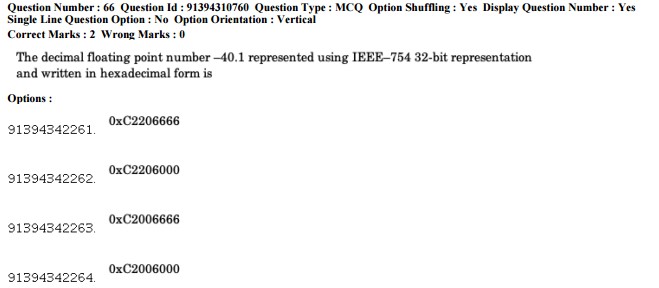 Question Number : 66 Question Id : 91394310760 Question Type : MCQ Option Shuffling : Yes Display Question Number : Yes
Single Line Question Option : No Option Orientation : Vertical
Correct Marks : 2 Wrong Marks : 0
The decimal floating point number –40.1 represented using IEEE–754 32-bit representation
and written in hexadecimal form is
Options :
0xC2206666
91394342261.
0xC2206000
91394342262.
0xC2006666
91394342263.
0xC2006000
91394342264.